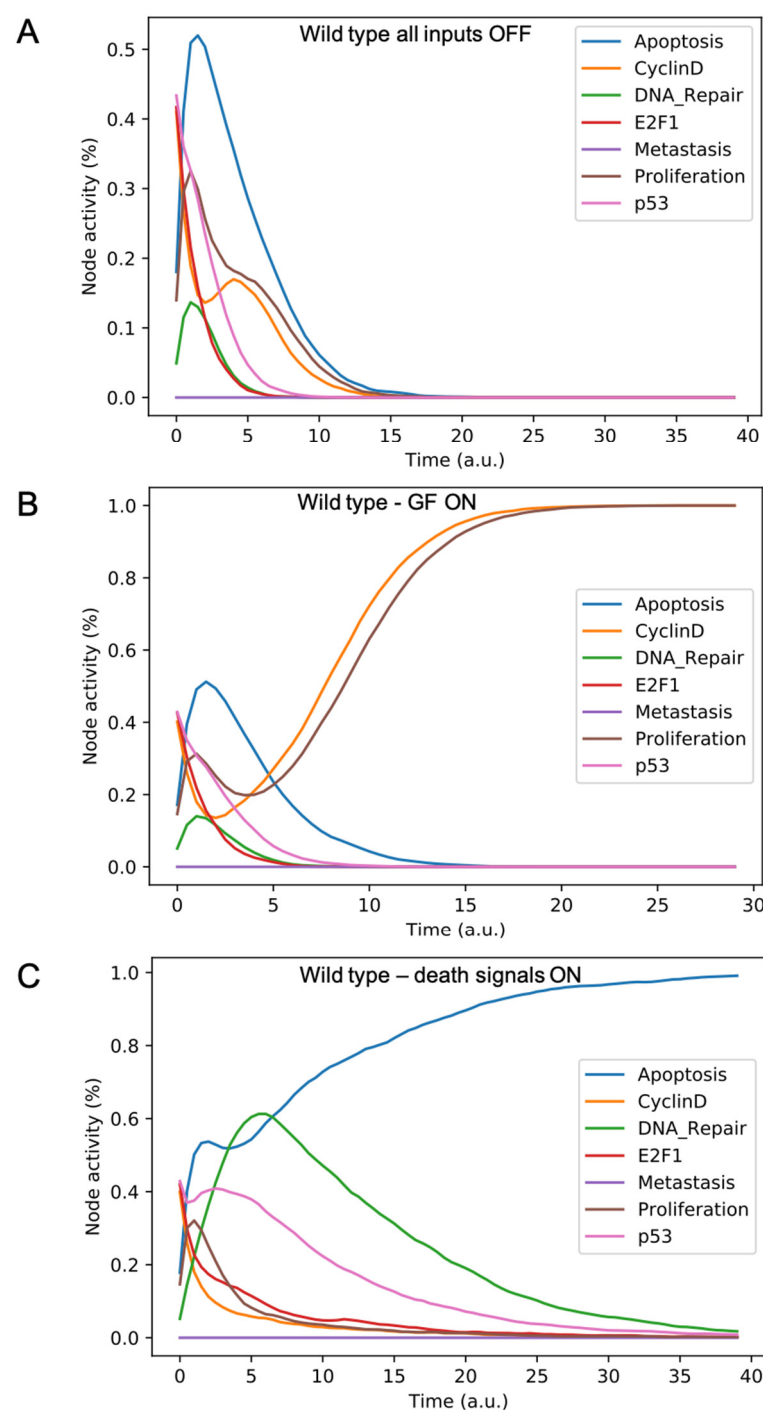 A
Wild type all inputs OFF
0.5
0.4
0.3
0.2
0.1
0.0
Node activity (%)
Apoptosis
CyclinD
DNA_Repair
E2F1
Metastasis
Proliferation
p53
0 5 10 15 20 25 30 35 40
Time (a.u.)
B
Wild type - GF ON
1.0
0.8
0.6
0.4
0.2
0.0
Node activity (%)
Apoptosis
CyclinD
DNA_Repair
E2F1
Metastasis
Proliferation
p53
0 5 10 15 20 25 30
Time (a.u.)
C
Wild type – death signals ON
1.0
0.8
0.6
0.4
0.2
0.0
Node activity (%)
Apoptosis
CyclinD
DNA_Repair
E2F1
Metastasis
Proliferation
p53
0 5 10 15 20 25 30 35 40
Time (a.u.)